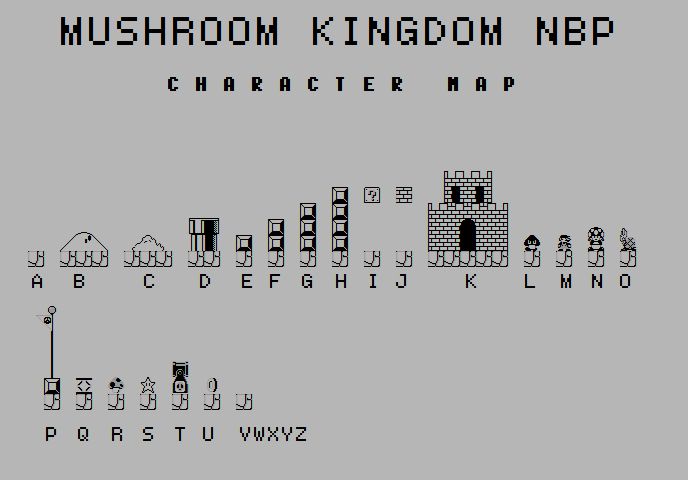 MUSHROOM KINGDOM NBP
CHARACTER MAP
?
A B C D E F G H I J K L M N O
P Q R S T U VWXYZ